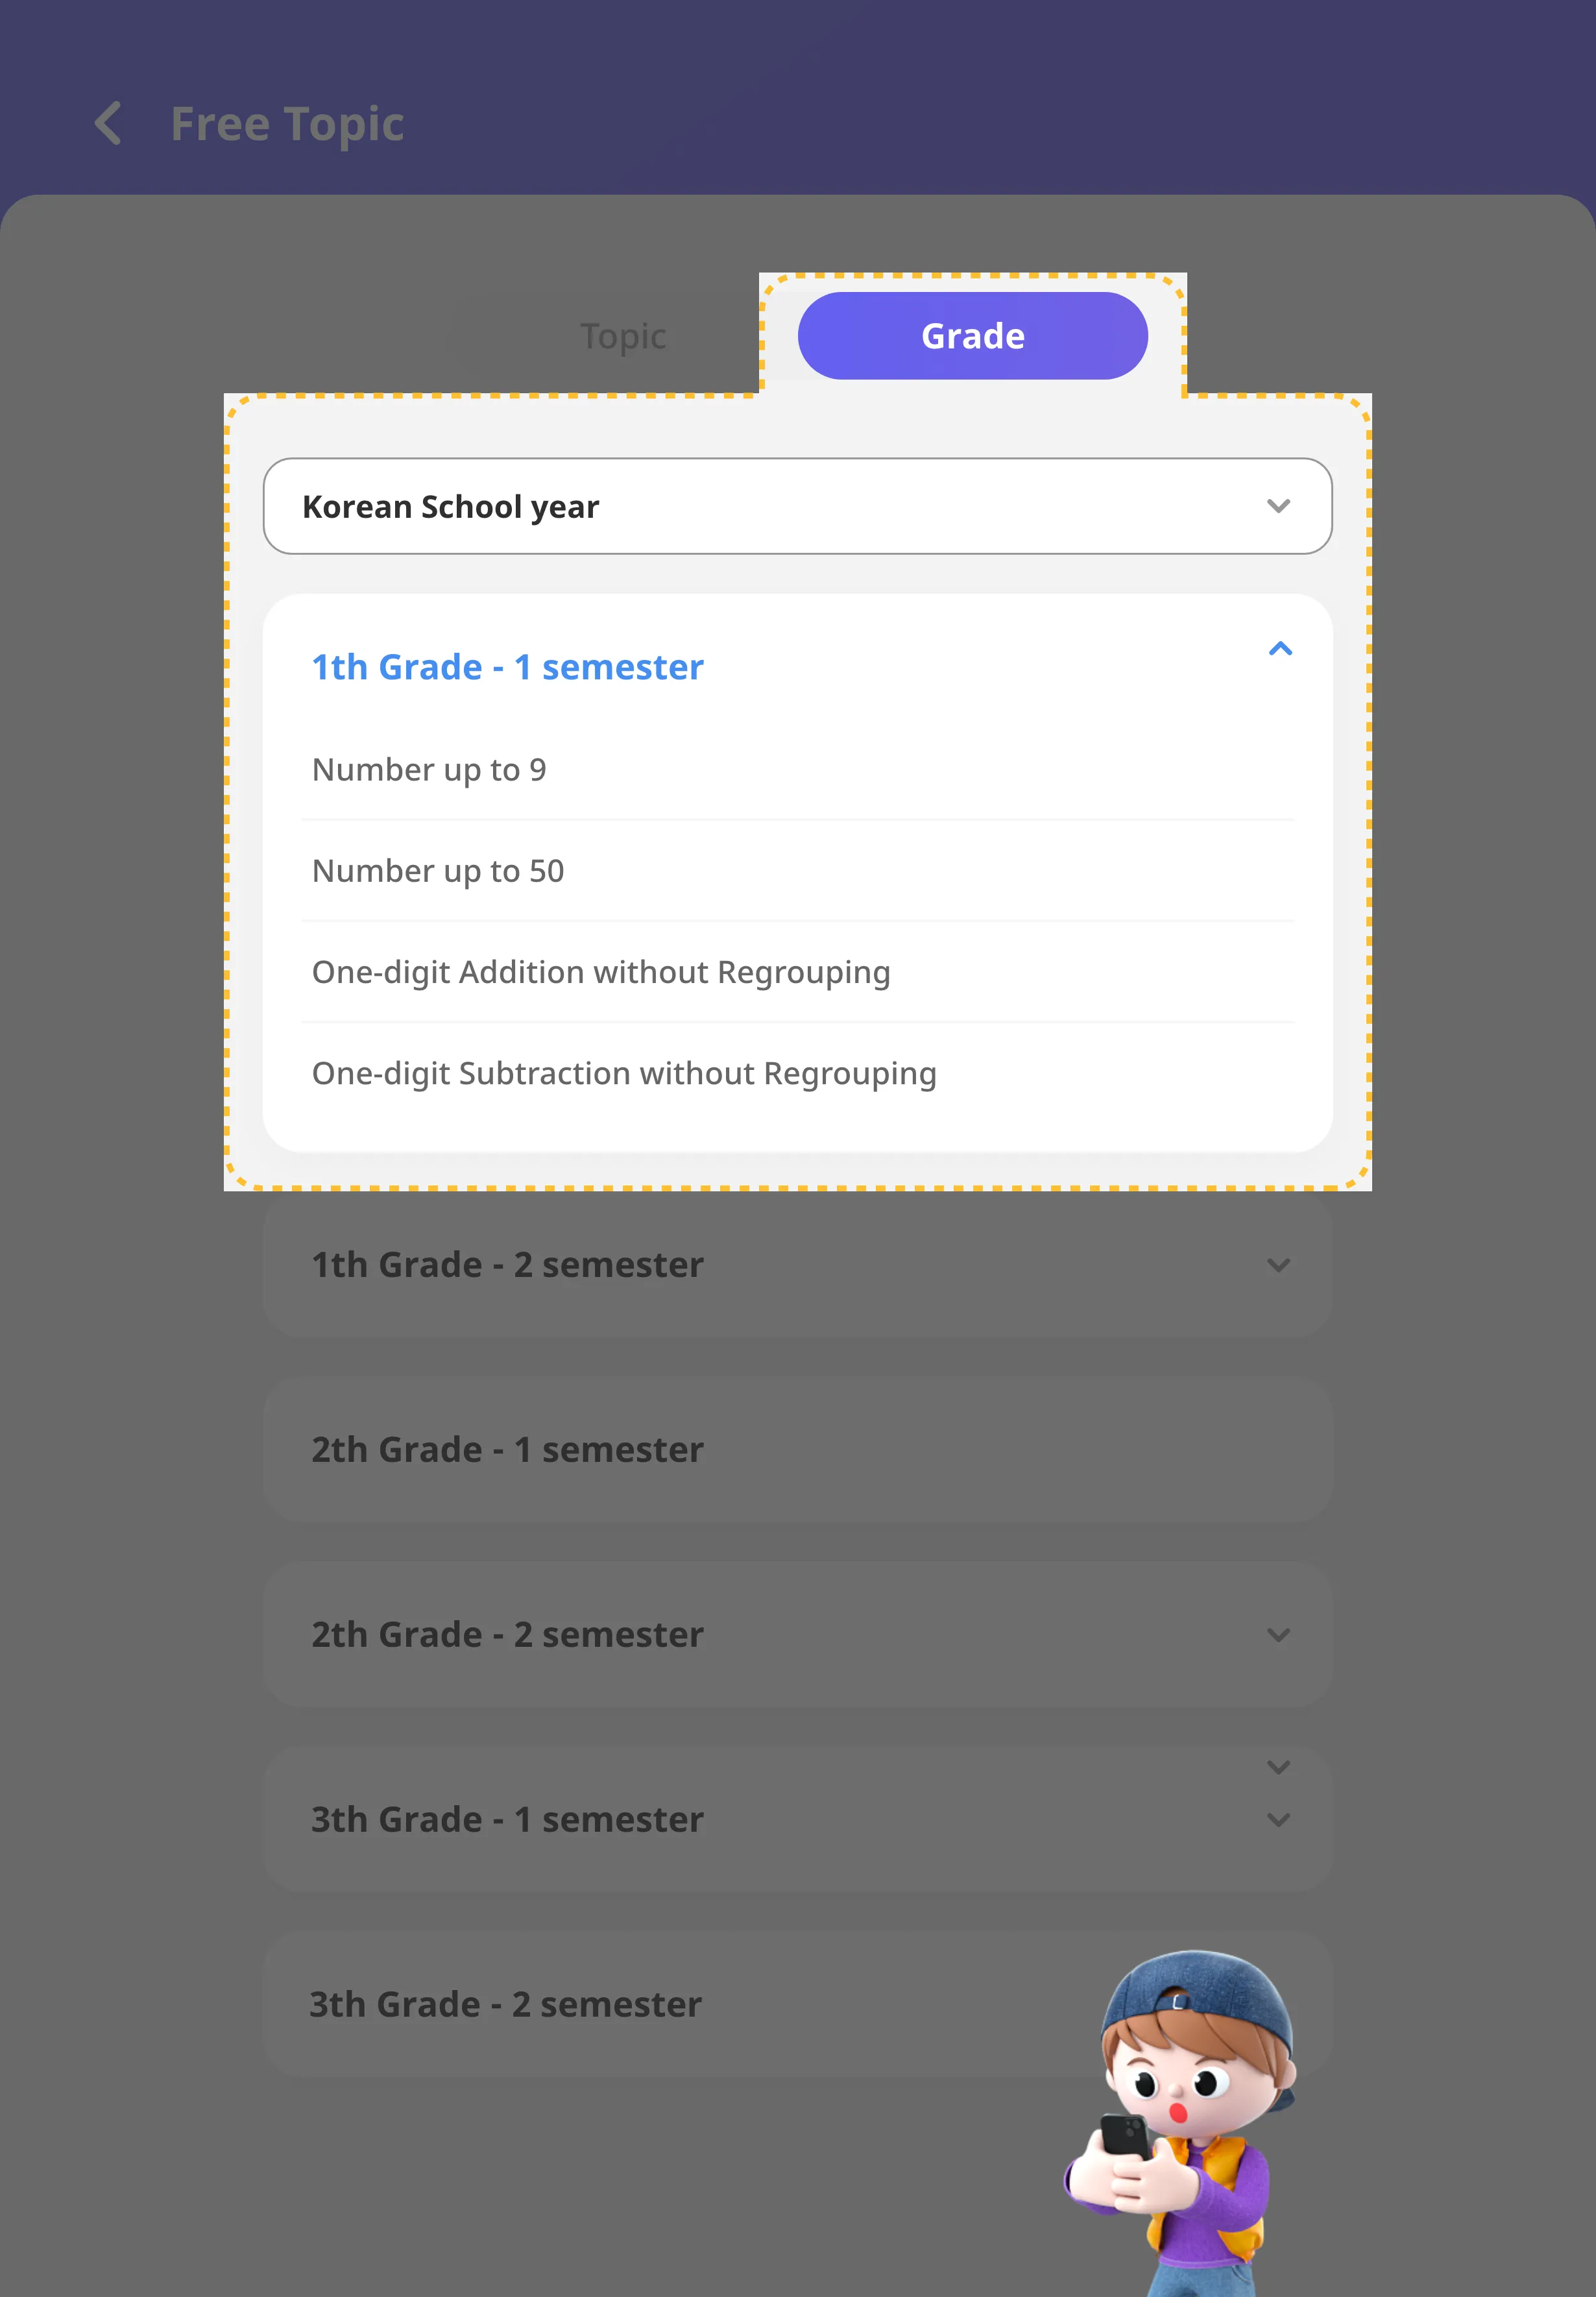 Free Topic
Topic
Grade
Korean School year
1th Grade - 1 semester
Number up to 9
Number up to 50
One-digit Addition without Regrouping
One-digit Subtraction without Regrouping
1th Grade - 2 semester
2th Grade - 1 semester
2th Grade - 2 semester
3th Grade - 1 semester
3th Grade - 2 semester